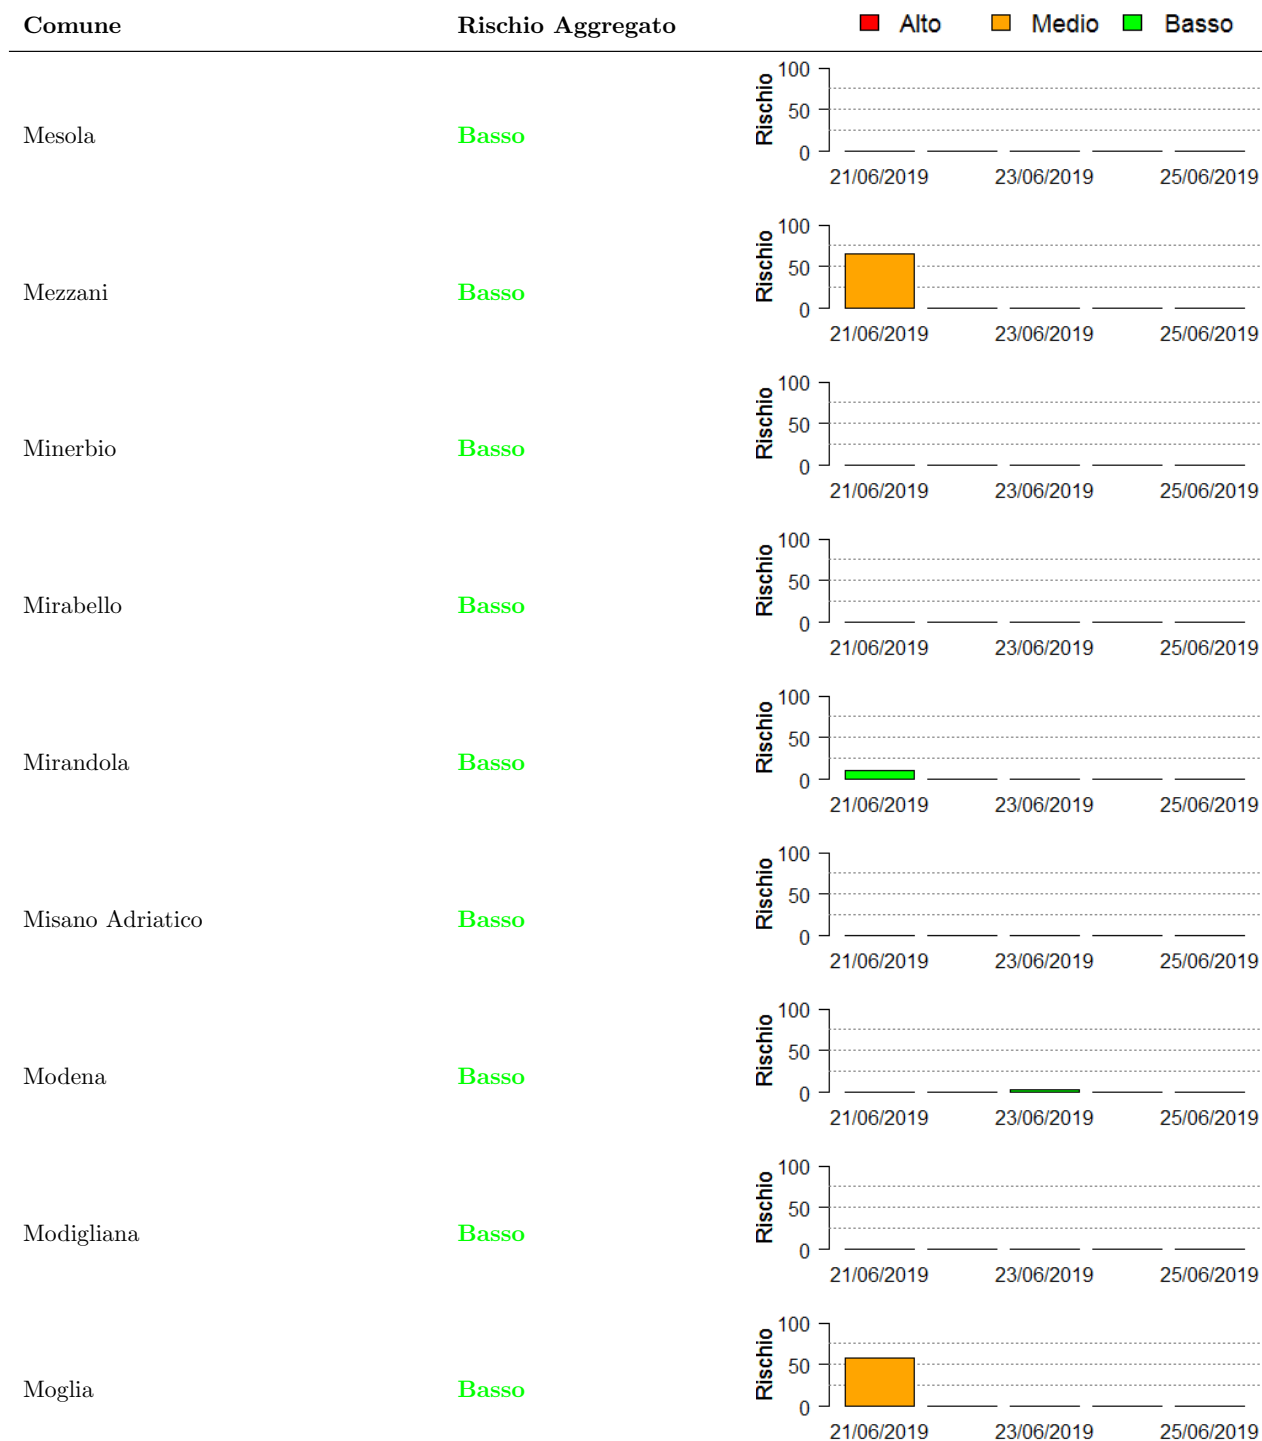 Comune Rischio Aggregato Alto Medio Basso
Mesola Basso Rischio 100 50 0
21/06/2019 23/06/2019 25/06/2019
Mezzani Basso Rischio 100 50 0
21/06/2019 23/06/2019 25/06/2019
Minerbio Basso Rischio 100 50 0
21/06/2019 23/06/2019 25/06/2019
Mirabello Basso Rischio 100 50 0
21/06/2019 23/06/2019 25/06/2019
Mirandola Basso Rischio 100 50 0
21/06/2019 23/06/2019 25/06/2019
Misano Adriatico Basso Rischio 100 50 0
21/06/2019 23/06/2019 25/06/2019
Modena Basso Rischio 100 50 0
21/06/2019 23/06/2019 25/06/2019
Modigliana Basso Rischio 100 50 0
21/06/2019 23/06/2019 25/06/2019
Moglia Basso Rischio 100 50 0
21/06/2019 23/06/2019 25/06/2019